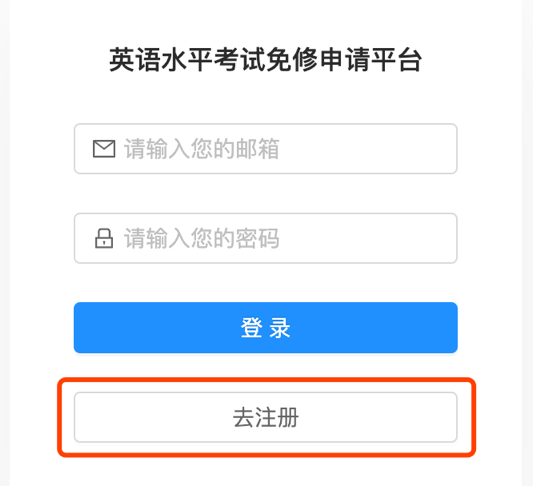 英语水平考试免修申请平台
请输入您的邮箱
请输入您的密码
登 录
去注册